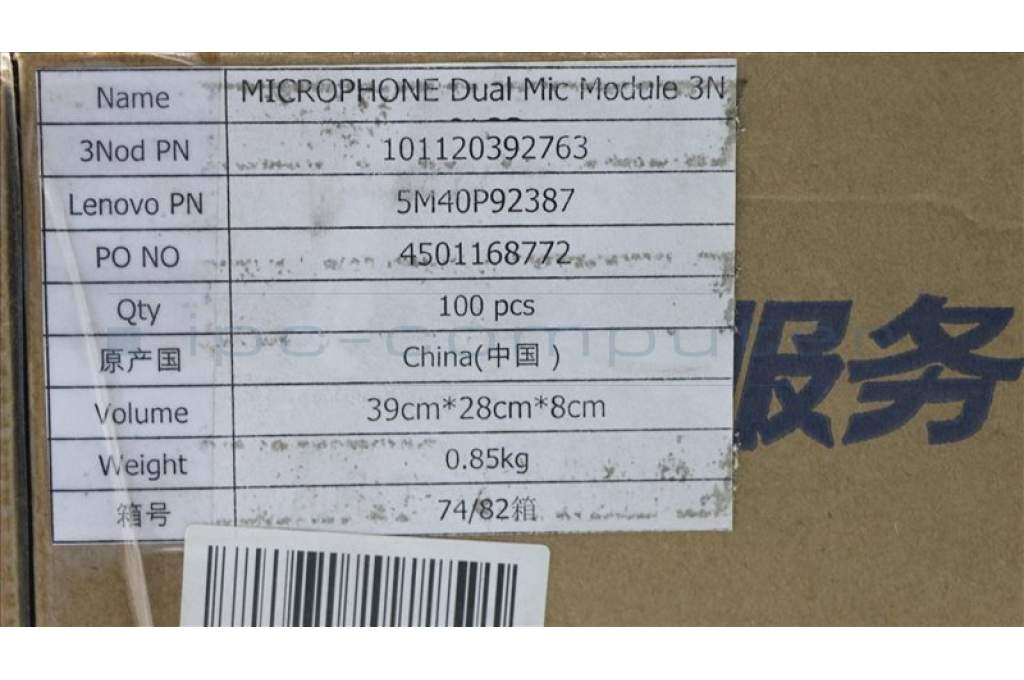 Name MICROPHONE Dual Mic Module 3N
3Nod PN 101120392763
Lenovo PN 5M40P92387
PO NO 4501168772
Qty 100 pcs
原产国 China(中国 )
Volume 39cm*28cm*8cm
Weight 0.85kg
箱号 74/82箱
服务
ipc-computer